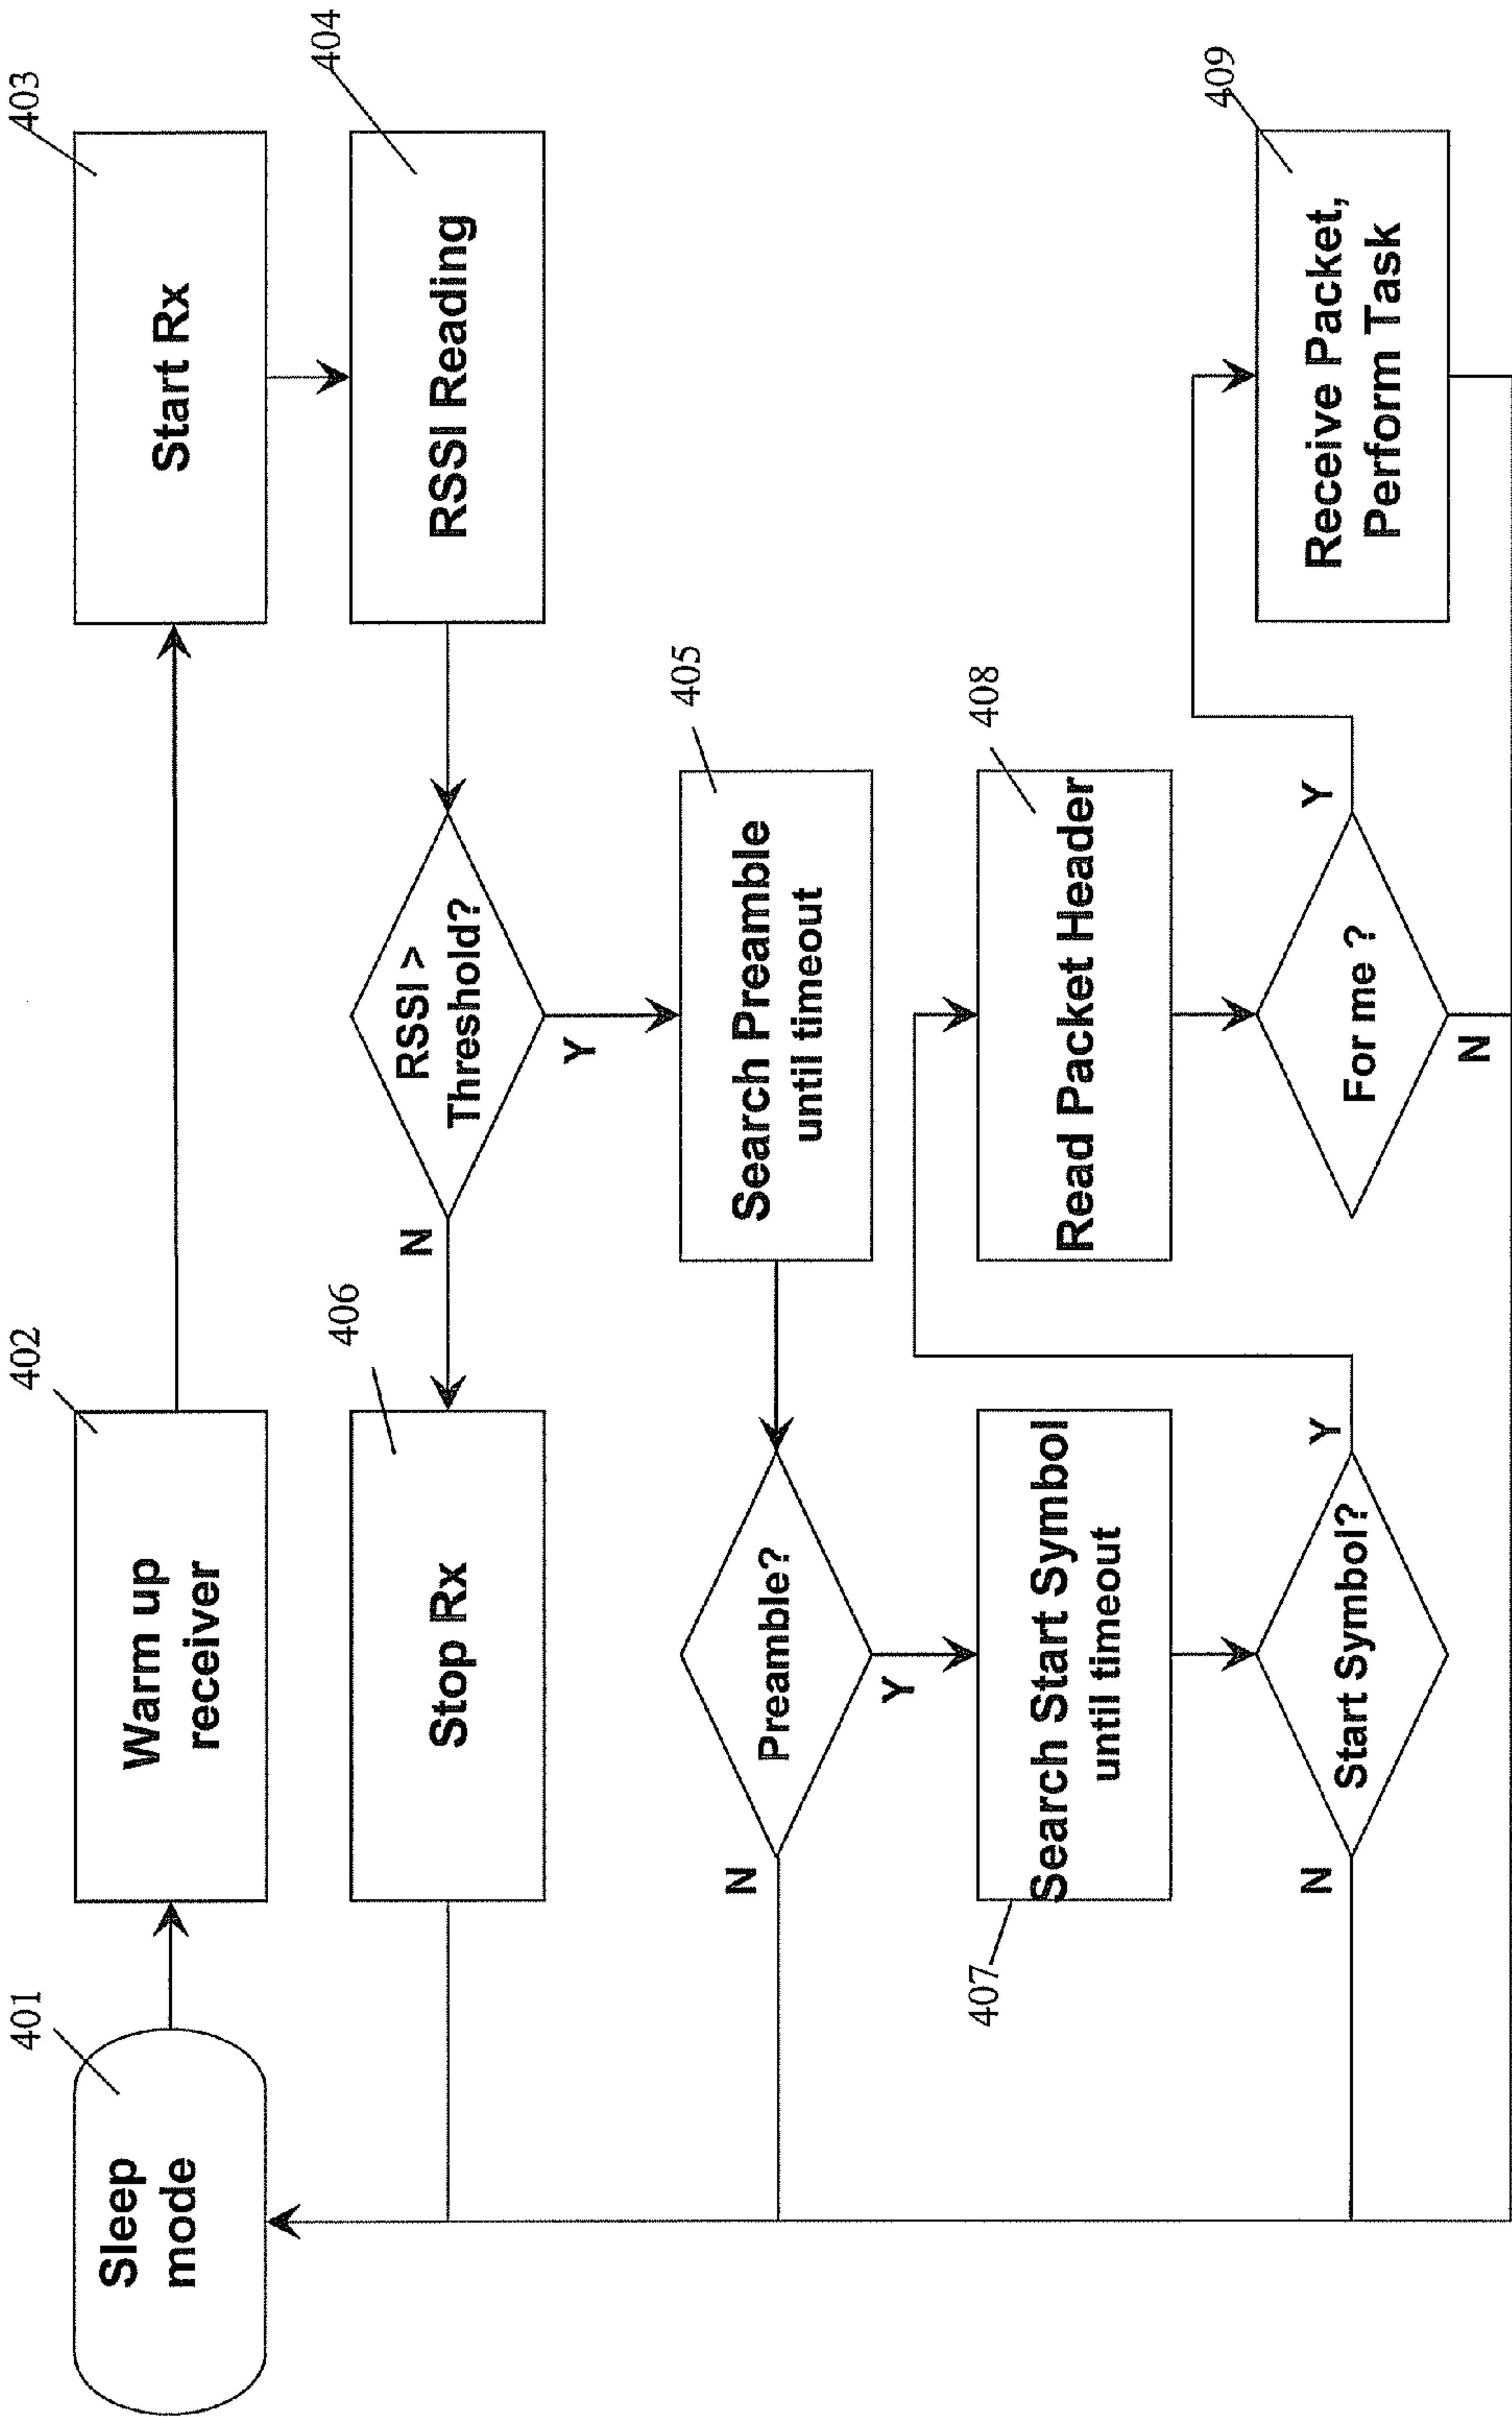 401
Sleep
mode
402
Warm up
receiver
403
Start Rx
404
RSSI Reading
RSSI >
Threshold?
N
Y
406
Stop Rx
405
Search Preamble
until timeout
Preamble?
N
Y
407
Search Start Symbol
until timeout
Start Symbol?
N
Y
408
Read Packet Header
For me ?
Y
N
409
Receive Packet,
Perform Task